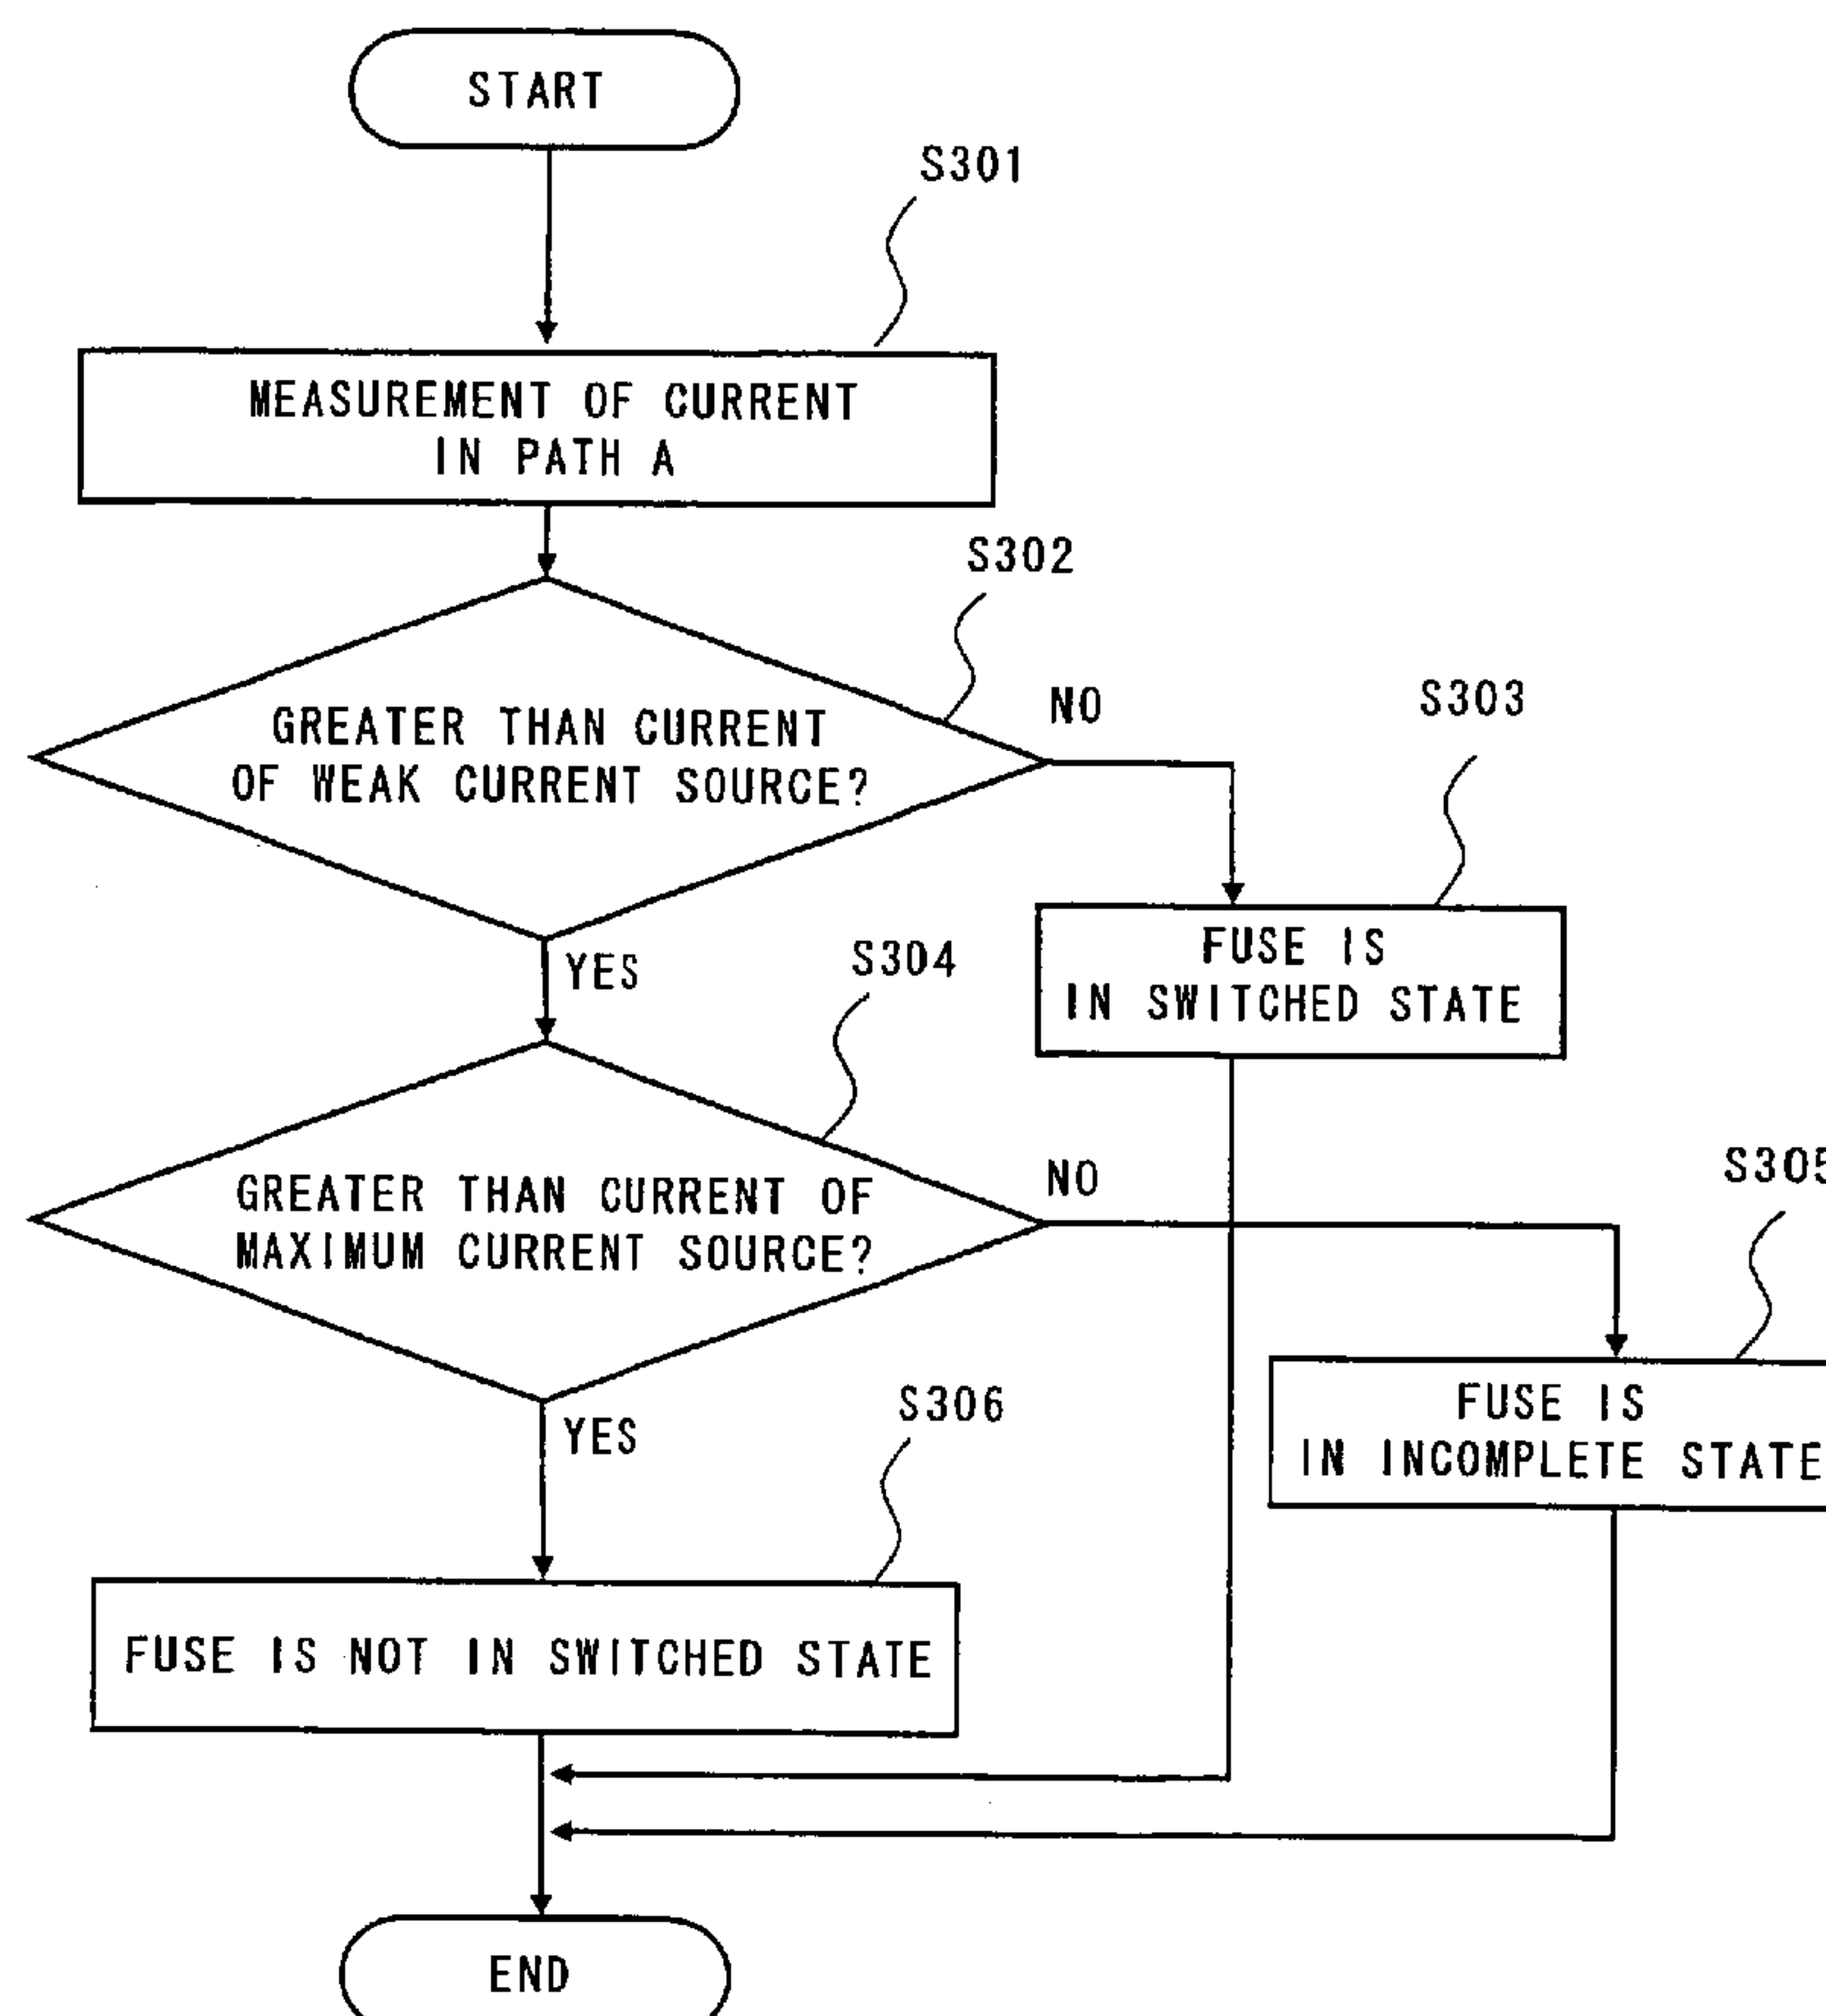 START
S301
MEASUREMENT OF CURRENT
IN PATH A
S302
GREATER THAN CURRENT
OF WEAK CURRENT SOURCE?
NO
S303
FUSE IS
IN SWITCHED STATE
YES
S304
GREATER THAN CURRENT OF
MAXIMUM CURRENT SOURCE?
NO
S305
FUSE IS
IN INCOMPLETE STATE
YES
S306
FUSE IS NOT IN SWITCHED STATE
END